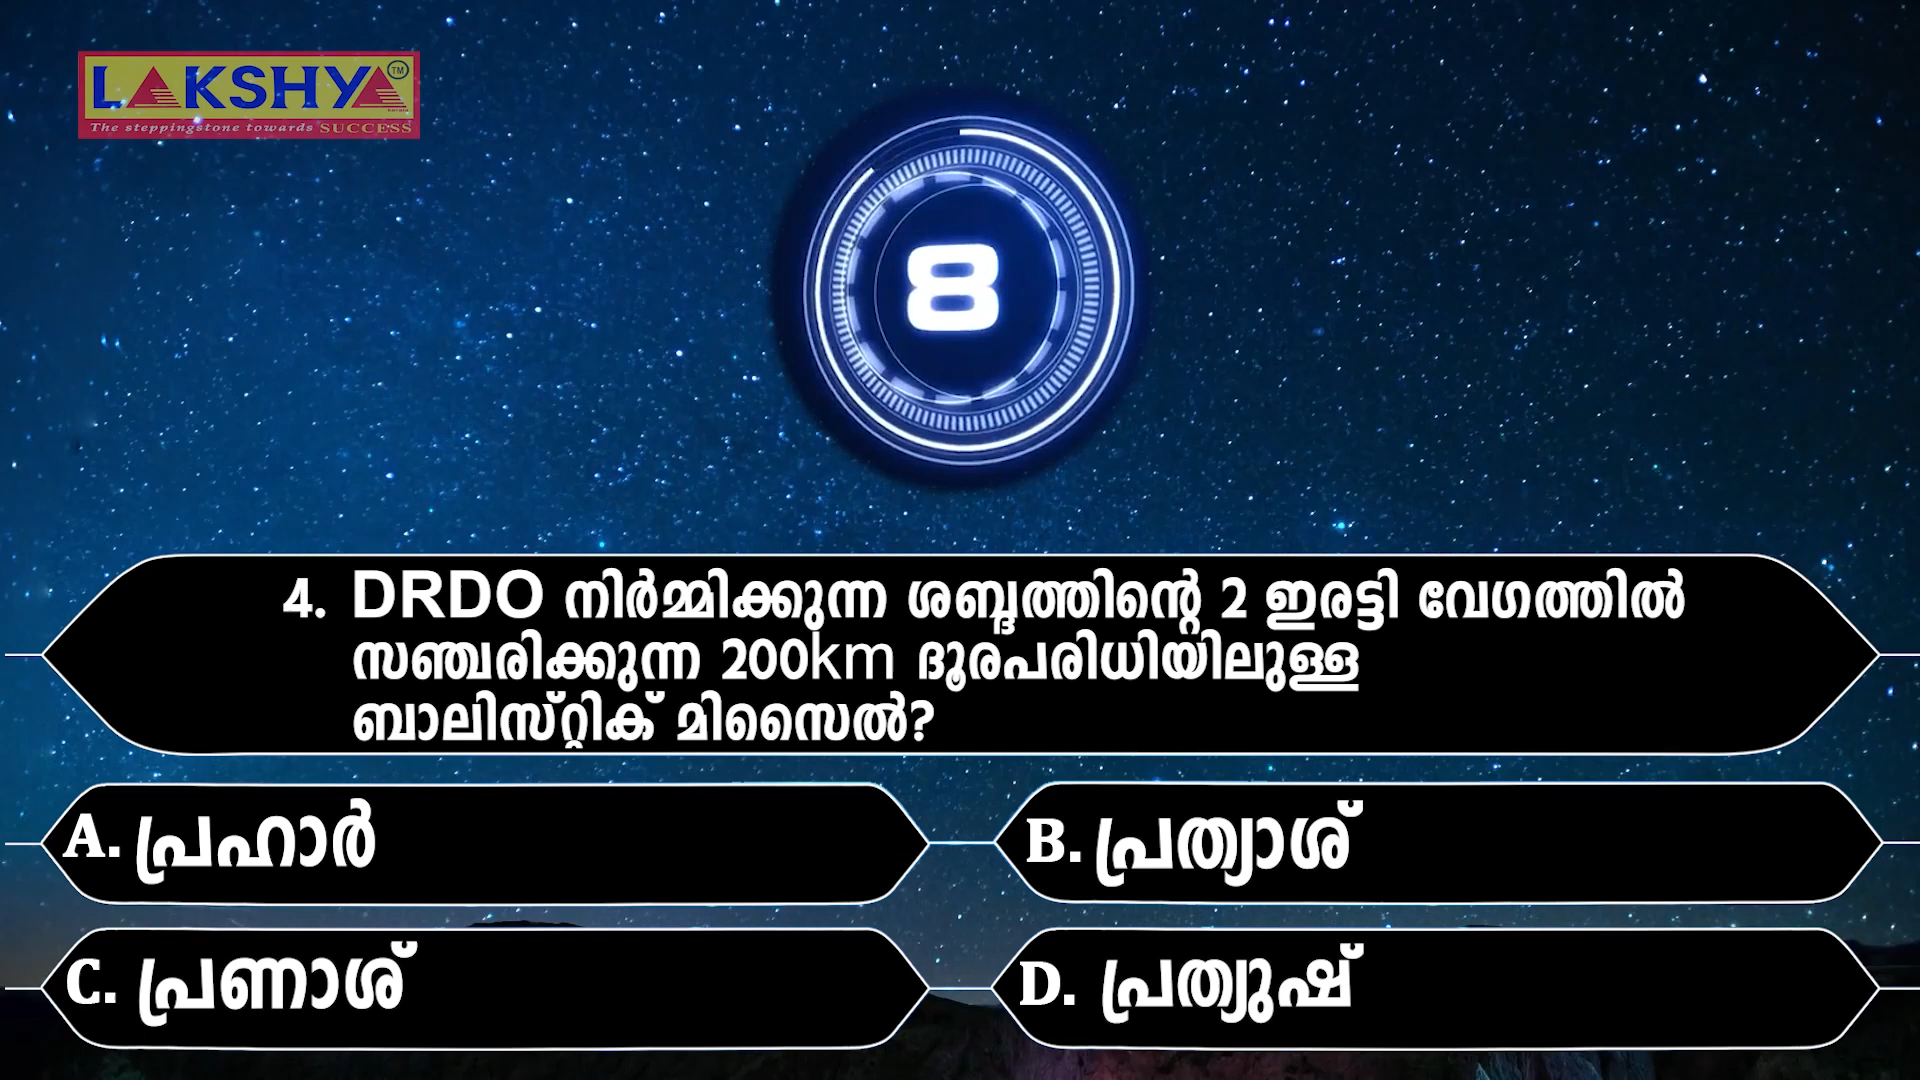 LAKSHYA TM
The steppingstone towards SUCCESS
8
4. DRDO നിർമ്മിക്കുന്ന ശബ്ദത്തിന്റെ 2 ഇരട്ടി വേഗത്തിൽ
സഞ്ചരിക്കുന്ന 200km ദൂരപരിധിയിലുള്ള
ബാലിസ്റ്റിക് മിസൈൽ?
A. പ്രഹാർ
B. പ്രത്യാശ്
C. പ്രണാശ്
D. പ്രത്യുഷ്